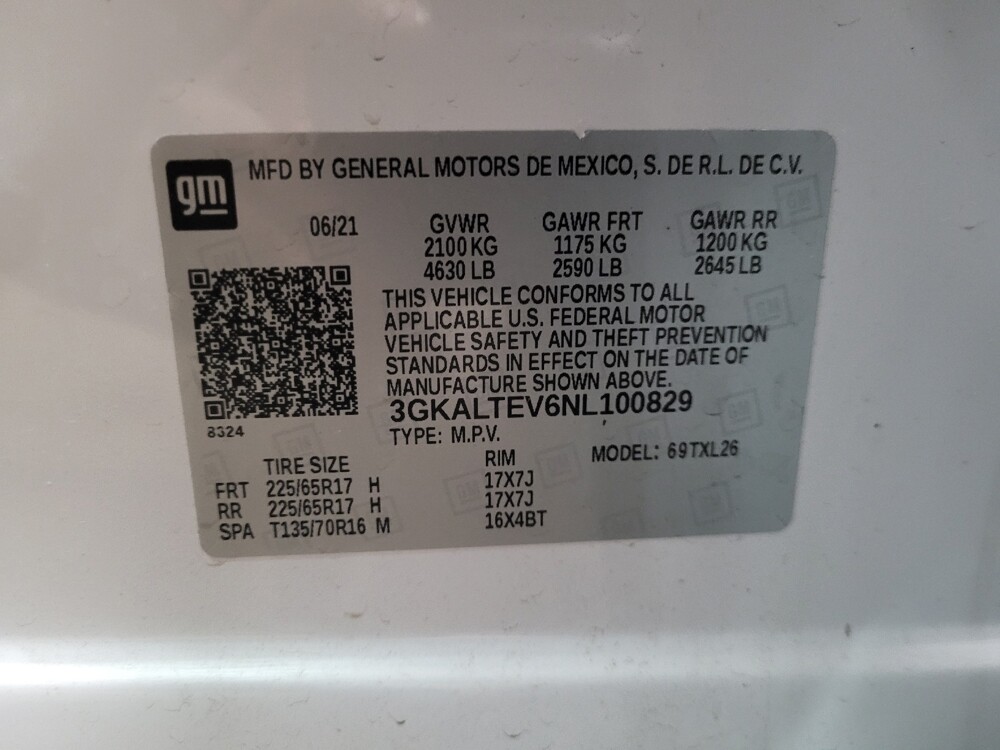 gm MFD BY GENERAL MOTORS DE MEXICO, S. DE R.L. DE C.V.
06/21 GVWR GAWR FRT GAWR RR
2100 KG 1175 KG 1200 KG
4630 LB 2590 LB 2645 LB
THIS VEHICLE CONFORMS TO ALL
APPLICABLE U.S. FEDERAL MOTOR
VEHICLE SAFETY AND THEFT PREVENTION
STANDARDS IN EFFECT ON THE DATE OF
MANUFACTURE SHOWN ABOVE.
3GKALTEV6NL100829
8324
TYPE: M.P.V.
MODEL: 69TXL26
TIRE SIZE RIM
FRT 225/65R17 H 17X7J
RR 225/65R17 H 17X7J
SPA T135/70R16 M 16X4BT